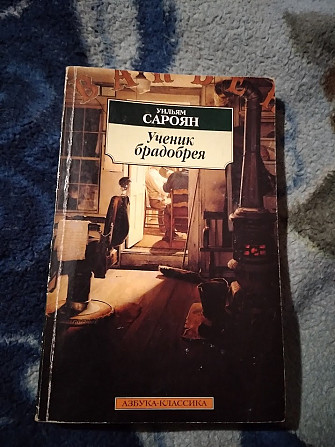 УИЛЬЯМ
САРОЯН
Ученик
брадобрея
АЗБУКА-КЛАССИКА